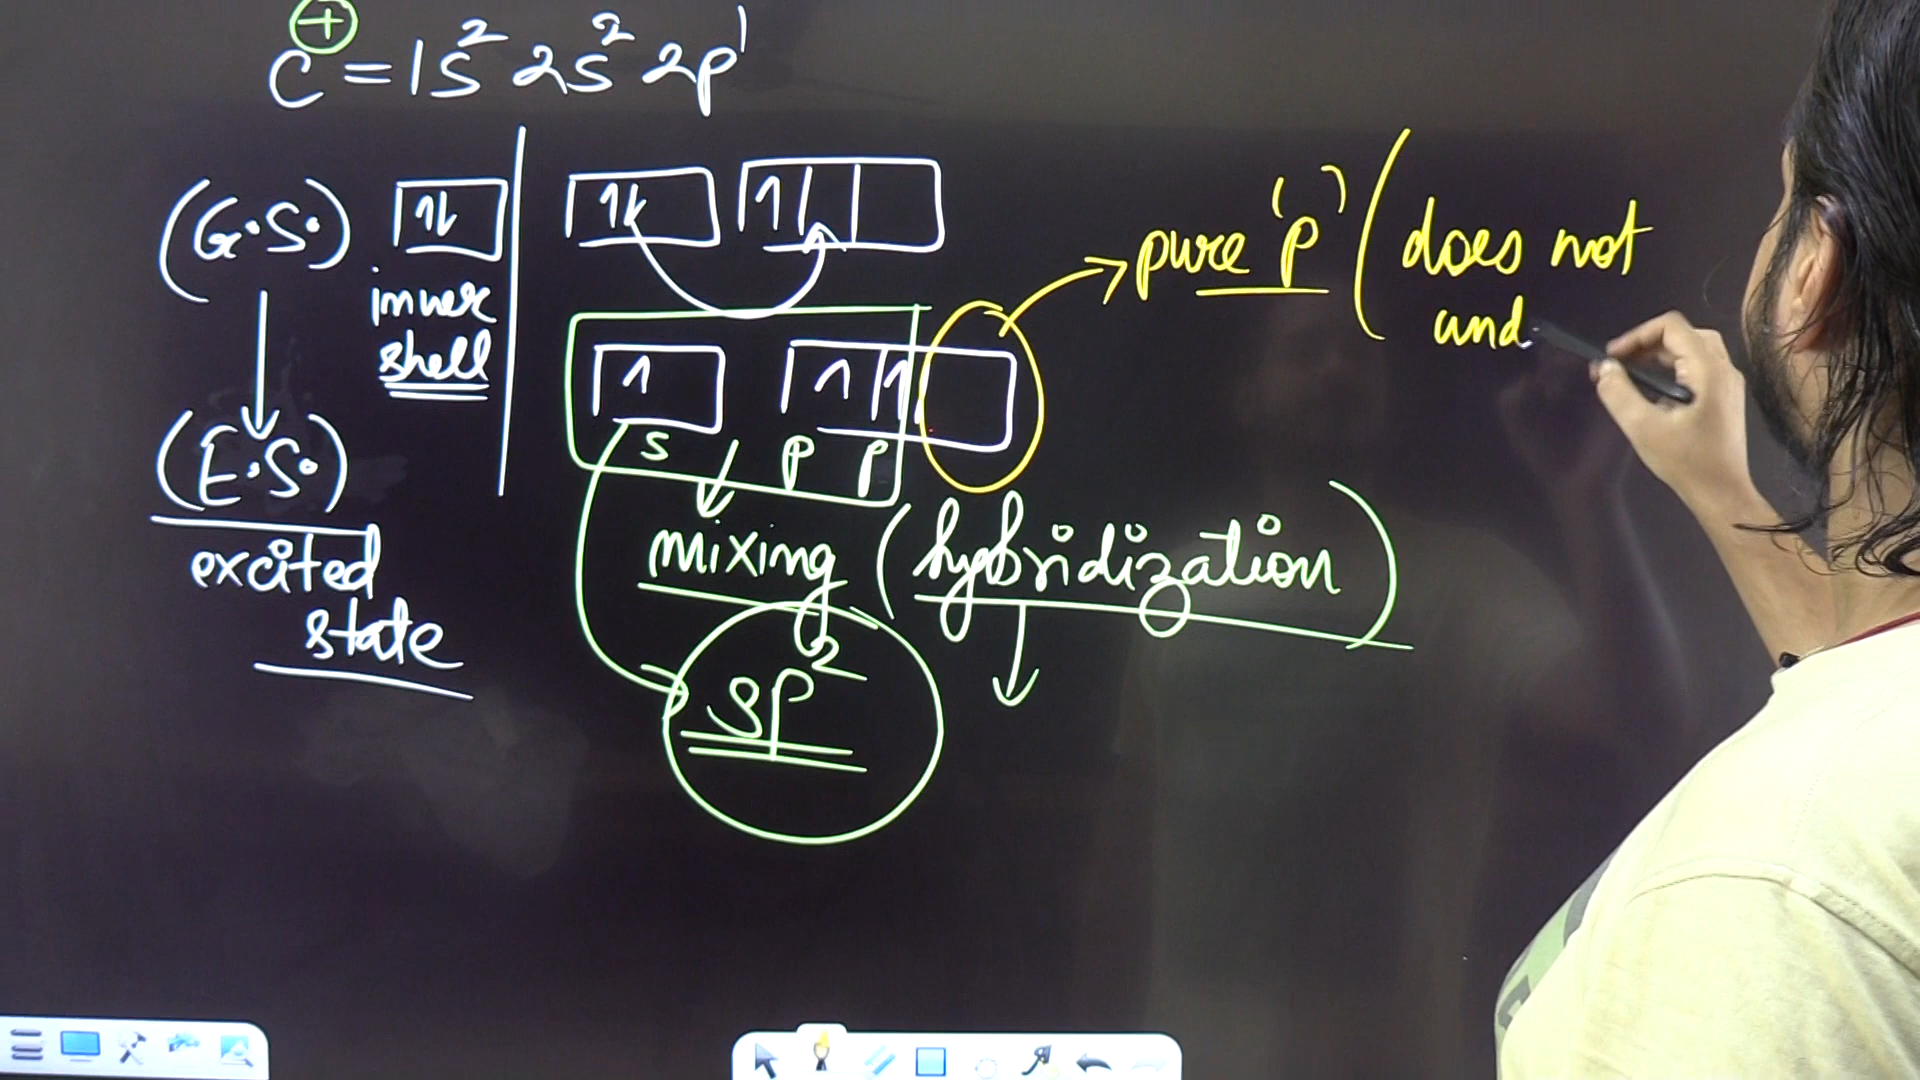 C⊕ = 1s² 2s² 2p¹
(G.S.) 1l 1l 1
inner
shell
pure 'p' (does not
und
(E.S.) 1 1 1
s p p
excited
state
mixing (hybridization)
sp²